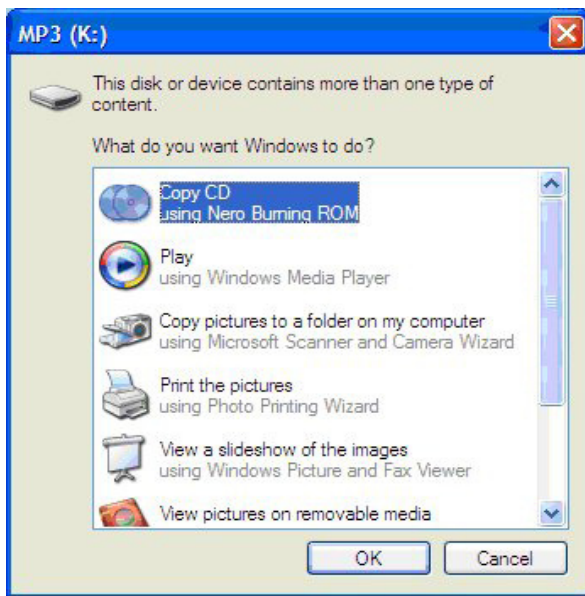 MP3 (K:)
This disk or device contains more than one type of
content.
What do you want Windows to do?
Copy CD
using Nero Burning ROM
Play
using Windows Media Player
Copy pictures to a folder on my computer
using Microsoft Scanner and Camera Wizard
Print the pictures
using Photo Printing Wizard
View a slideshow of the images
using Windows Picture and Fax Viewer
View pictures on removable media
OK
Cancel